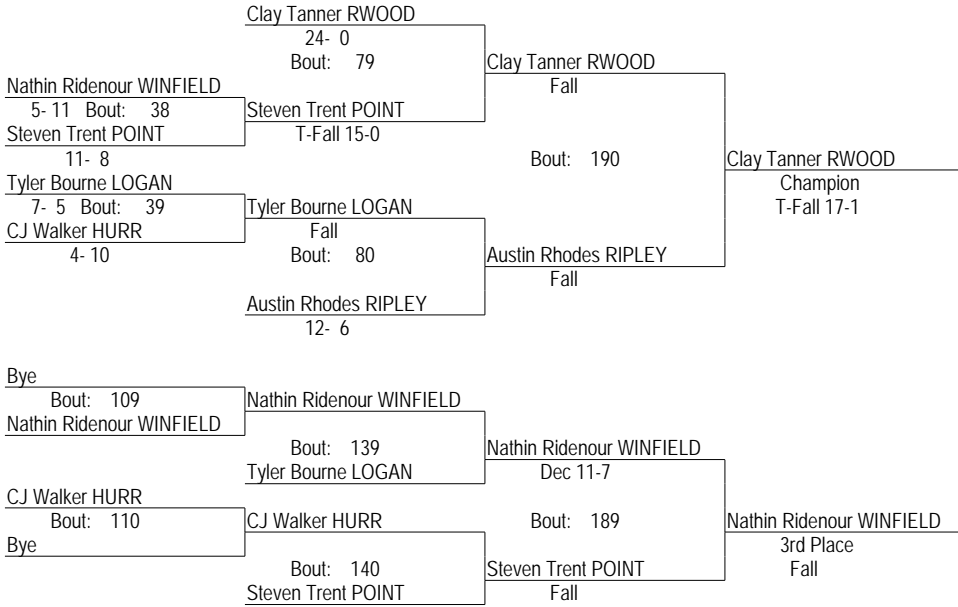 Clay Tanner RWOOD
24- 0
Bout: 79
Clay Tanner RWOOD
Nathin Ridenour WINFIELD
Fall
5- 11 Bout: 38
Steven Trent POINT
Steven Trent POINT
T-Fall 15-0
11- 8
Bout: 190
Clay Tanner RWOOD
Tyler Bourne LOGAN
Champion
7- 5 Bout: 39
Tyler Bourne LOGAN
T-Fall 17-1
CJ Walker HURR
Fall
4- 10
Bout: 80
Austin Rhodes RIPLEY
Fall
Austin Rhodes RIPLEY
12- 6
Bye
Bout: 109
Nathin Ridenour WINFIELD
Nathin Ridenour WINFIELD
Bout: 139
Nathin Ridenour WINFIELD
Tyler Bourne LOGAN
Dec 11-7
CJ Walker HURR
Bout: 110
CJ Walker HURR
Bout: 189
Nathin Ridenour WINFIELD
Bye
3rd Place
Bout: 140
Steven Trent POINT
Fall
Steven Trent POINT
Fall